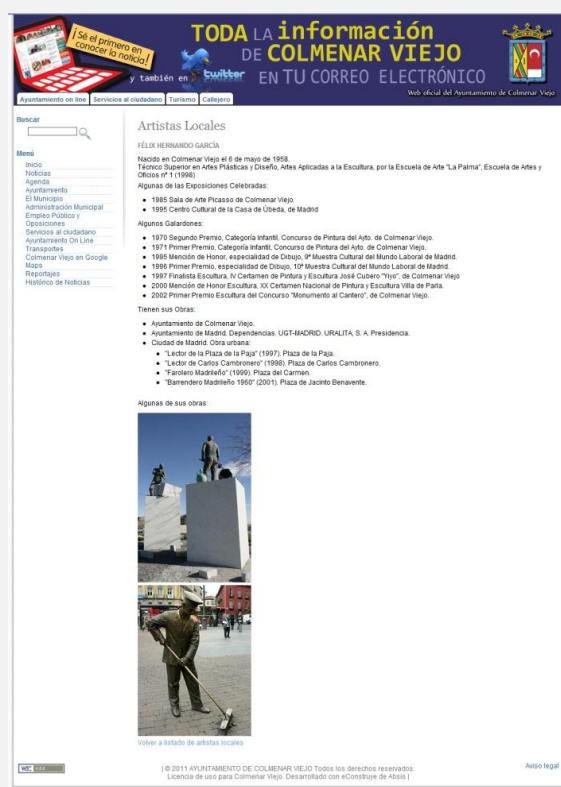 ¡Sé el primero en
conocer la noticia!
TODA LA información
DE COLMENAR VIEJO
y también en twitter EN TU CORREO ELECTRÓNICO
Web oficial del Ayuntamiento de Colmenar Viejo
Ayuntamiento on line Servicios al ciudadano Turismo Callejero
Buscar
Menú
Inicio
Noticias
Agenda
Ayuntamiento
El Municipio
Administración Municipal
Empleo Público y
Oposiciones
Servicios al ciudadano
Ayuntamiento On Line
Transportes
Colmenar Viejo en Google
Maps
Reportajes
Histórico de Noticias
Artistas Locales
FÉLIX HERNANDO GARCÍA
Nacido en Colmenar Viejo el 6 de mayo de 1958.
Técnico Superior en Artes Plásticas y Diseño, Artes Aplicadas a la Escultura, por la Escuela de Arte "La Palma", Escuela de Artes y
Oficios nº 1 (1998)
Algunas de las Exposiciones Celebradas:
1985 Sala de Arte Picasso de Colmenar Viejo.
1995 Centro Cultural de la Casa de Úbeda, de Madrid
Algunos Galardones:
1970 Segundo Premio, Categoría Infantil, Concurso de Pintura del Ayto. de Colmenar Viejo.
1971 Primer Premio, Categoría Infantil, Concurso de Pintura del Ayto. de Colmenar Viejo.
1995 Mención de Honor, especialidad de Dibujo, 9ª Muestra Cultural del Mundo Laboral de Madrid.
1996 Primer Premio, especialidad de Dibujo, 10ª Muestra Cultural del Mundo Laboral de Madrid.
1997 Finalista Escultura, IV Certamen de Pintura y Escultura José Cubero "Yiyo", de Colmenar Viejo
2000 Mención de Honor Escultura, XX Certamen Nacional de Pintura y Escultura Villa de Parla.
2002 Primer Premio Escultura del Concurso "Monumento al Cantero", de Colmenar Viejo.
Tienen sus Obras:
Ayuntamiento de Colmenar Viejo.
Ayuntamiento de Madrid. Dependencias. UGT-MADRID. URALITA, S. A. Presidencia.
Ciudad de Madrid. Obra urbana:
"Lector de la Plaza de la Paja" (1997). Plaza de la Paja.
"Lector de Carlos Cambronero" (1998). Plaza de Carlos Cambronero.
"Farolero Madrileño" (1999). Plaza del Carmen.
"Barrendero Madrileño 1960" (2001). Plaza de Jacinto Benavente.
Algunas de sus obras:
Volver a listado de artistas locales
| © 2011 AYUNTAMIENTO DE COLMENAR VIEJO Todos los derechos reservados.
Licencia de uso para Colmenar Viejo. Desarrollado con eConstruye de Absis |
Aviso legal